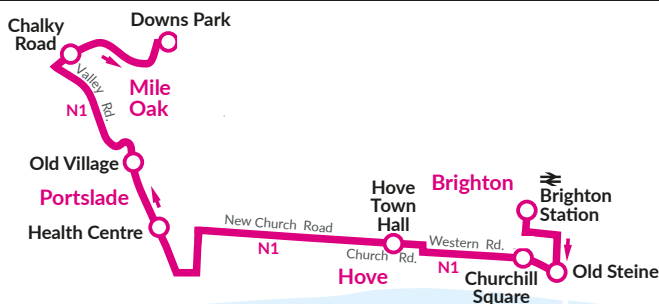 Downs Park
Chalky
Road
Valley Rd.
Mile
Oak
N1
Old Village
Portslade
Health Centre
New Church Road
N1
Hove
Town
Hall
Church Rd.
Hove
Western Rd.
N1
Brighton
Brighton
Station
Churchill
Square
Old Steine